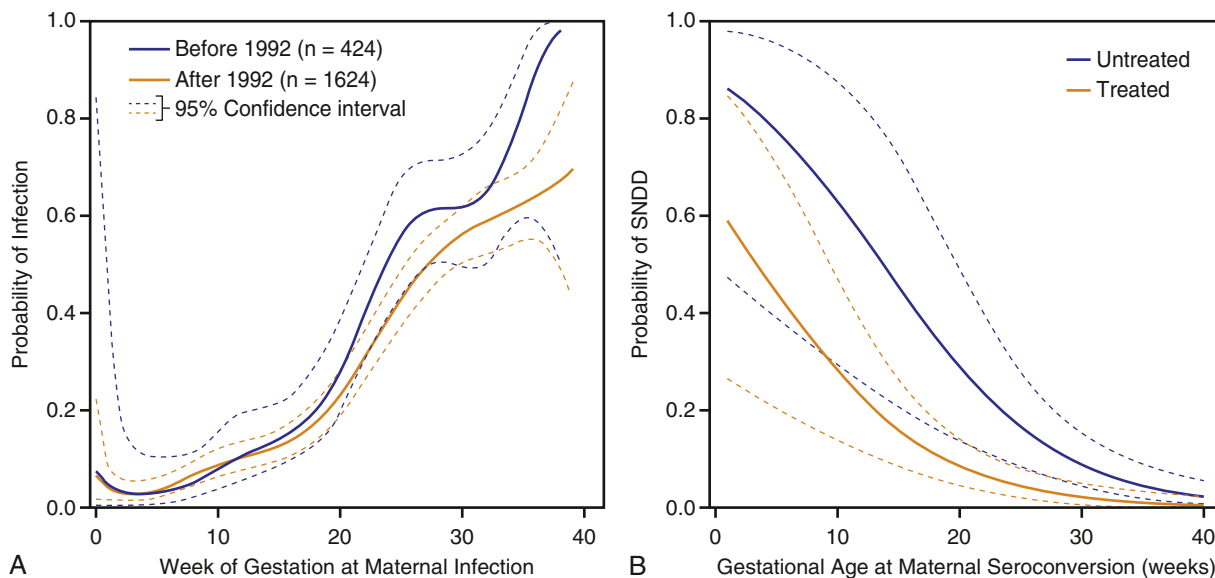 1.0
0.8
0.6
0.4
0.2
0.0
Probability of Infection
Before 1992 (n = 424)
After 1992 (n = 1624)
95% Confidence interval
0
10
20
30
40
Week of Gestation at Maternal Infection
A
1.0
0.8
0.6
0.4
0.2
0.0
Probability of SNDD
Untreated
Treated
0
10
20
30
40
Gestational Age at Maternal Seroconversion (weeks)
B